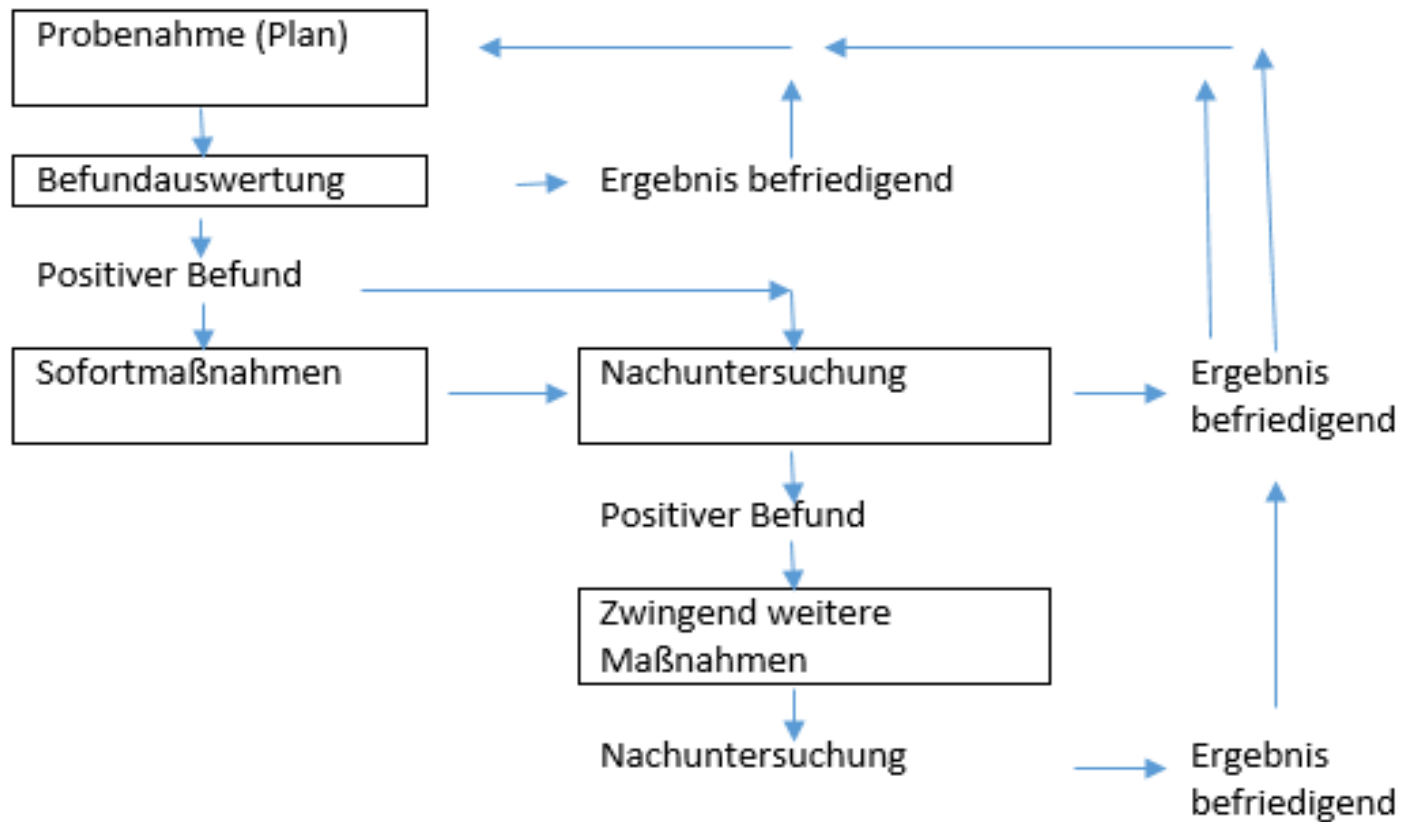 Probenahme (Plan)
Befundauswertung
Ergebnis befriedigend
Positiver Befund
Sofortmaßnahmen
Nachuntersuchung
Ergebnis
befriedigend
Positiver Befund
Zwingend weitere
Maßnahmen
Nachuntersuchung
Ergebnis
befriedigend